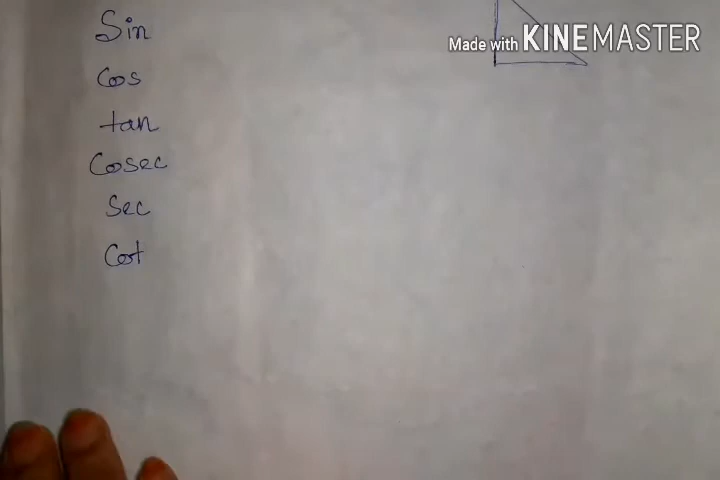 Sin
Made with KINEMASTER
Cos
tan
Cosec
Sec
Cot